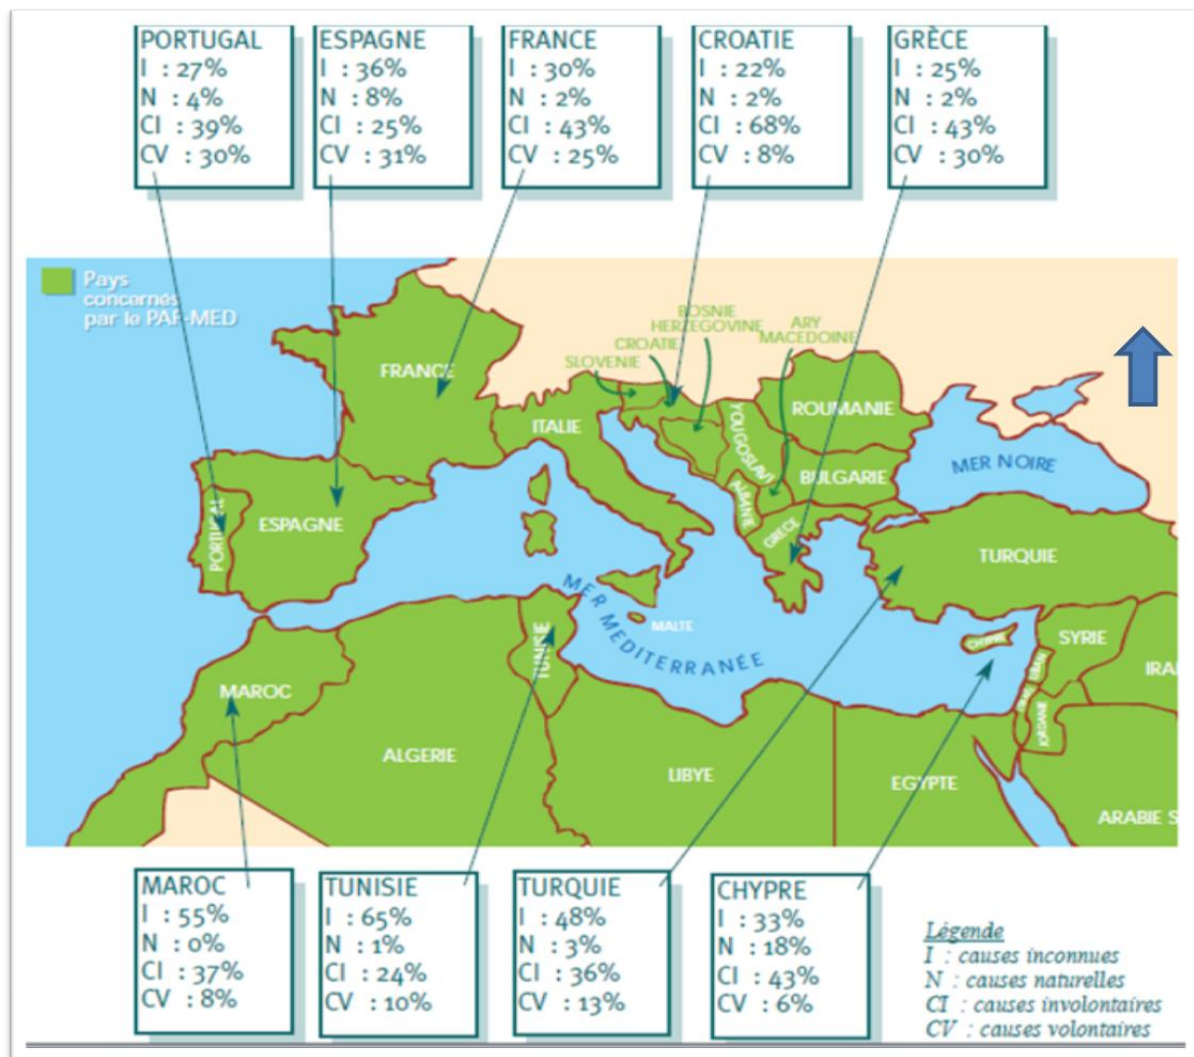 PORTUGAL
I : 27%
N : 4%
CI : 39%
CV : 30%
ESPAGNE
I : 36%
N : 8%
CI : 25%
CV : 31%
FRANCE
I : 30%
N : 2%
CI : 43%
CV : 25%
CROATIE
I : 22%
N : 2%
CI : 68%
CV : 8%
GRÈCE
I : 25%
N : 2%
CI : 43%
CV : 30%
Pays
concernés
par le PAF-MED
BOSNIE
HERZEGOVINE
ARY
MACEDOINE
CROATIE
SLOVENIE
FRANCE
ITALIE
ROUMANIE
YOUGOSLAVI
BULGARIE
MER NOIRE
ALBANIE
GRECE
PORTUGAL
ESPAGNE
TURQUIE
MER MEDITERRANÉE
MALTE
TUNISIE
CHYPRE
SYRIE
LIBAN
IRA
JORDANIE
MAROC
ALGERIE
LIBYE
EGYPTE
ARABIE S
MAROC
I : 55%
N : 0%
CI : 37%
CV : 8%
TUNISIE
I : 65%
N : 1%
CI : 24%
CV : 10%
TURQUIE
I : 48%
N : 3%
CI : 36%
CV : 13%
CHYPRE
I : 33%
N : 18%
CI : 43%
CV : 6%
Légende
I : causes inconnues
N : causes naturelles
CI : causes involontaires
CV : causes volontaires